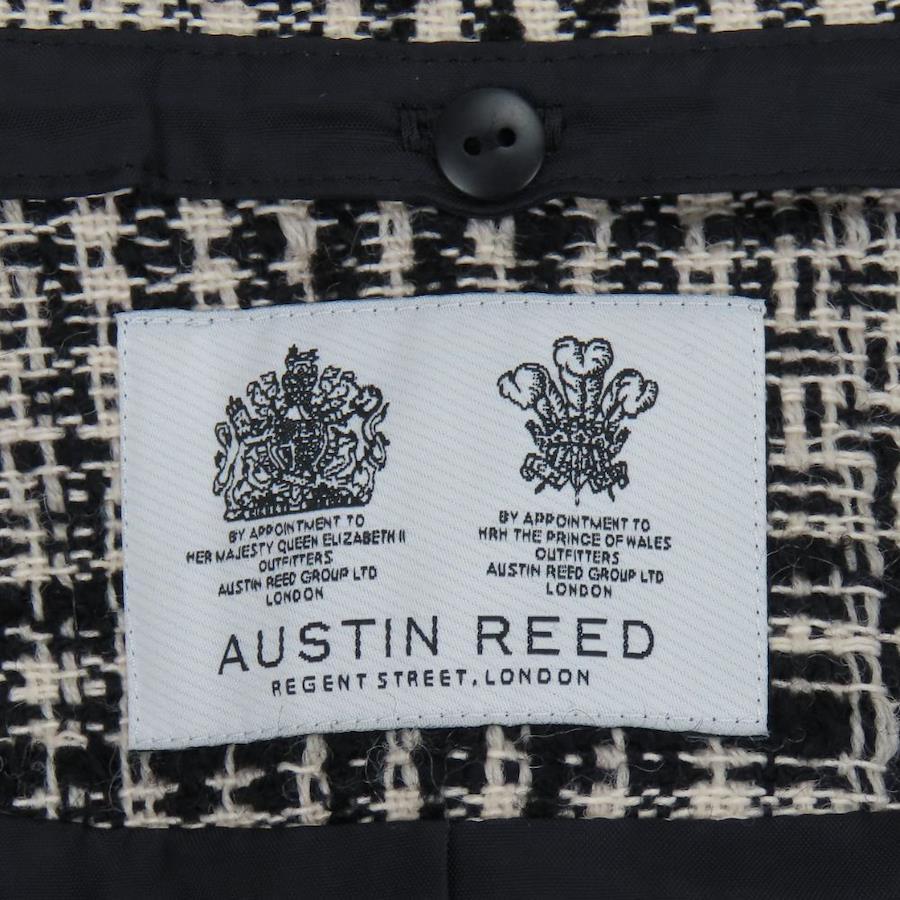 BY APPOINTMENT TO
HER MAJESTY QUEEN ELIZABETH II
OUTFITTERS
AUSTIN REED GROUP LTD
LONDON
BY APPOINTMENT TO
HRH THE PRINCE OF WALES
OUTFITTERS
AUSTIN REED GROUP LTD
LONDON
AUSTIN REED
REGENT STREET, LONDON